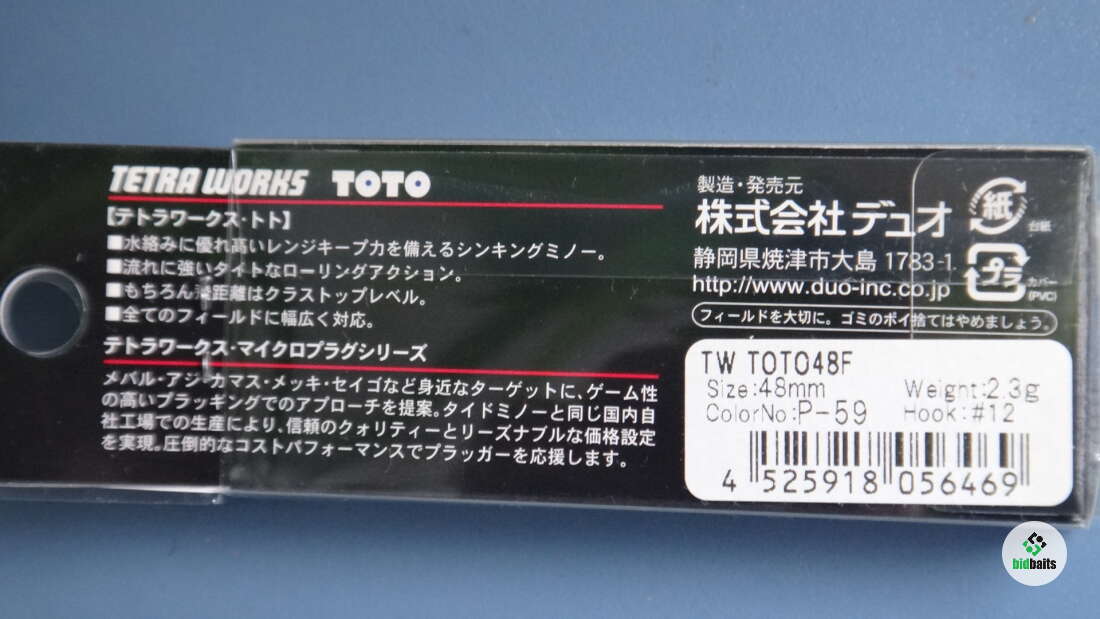 TETRA WORKS TOTO
【テトラワークス・トト】
■水絡みに優れ高いレンジキープ力を備えるシンキングミノー。
■流れに強いタイトなローリングアクション。
■もちろん飛距離はクラストップレベル。
■全てのフィールドに幅広く対応。
テトラワークス・マイクロプラグシリーズ
メバル・アジ・カマス・メッキ・セイゴなど身近なターゲットに、ゲーム性
の高いプラッキングでのアプローチを提案。タイドミノーと同じ国内自
社工場での生産により、信頼のクォリティーとリーズナブルな価格設定
を実現。圧倒的なコストパフォーマンスでプラッガーを応援します。
製造・発売元
株式会社デュオ
静岡県焼津市大島 1783-1
http://www.duo-inc.co.jp
紙
台紙
プラ
カバー
(PVC)
フィールドを大切に。ゴミのポイ捨てはやめましょう。
TW TOTO48F
Size:48mm Weight:2.3g
ColorNo:P-59 Hook:#12
4 525918 056469
bidbaits